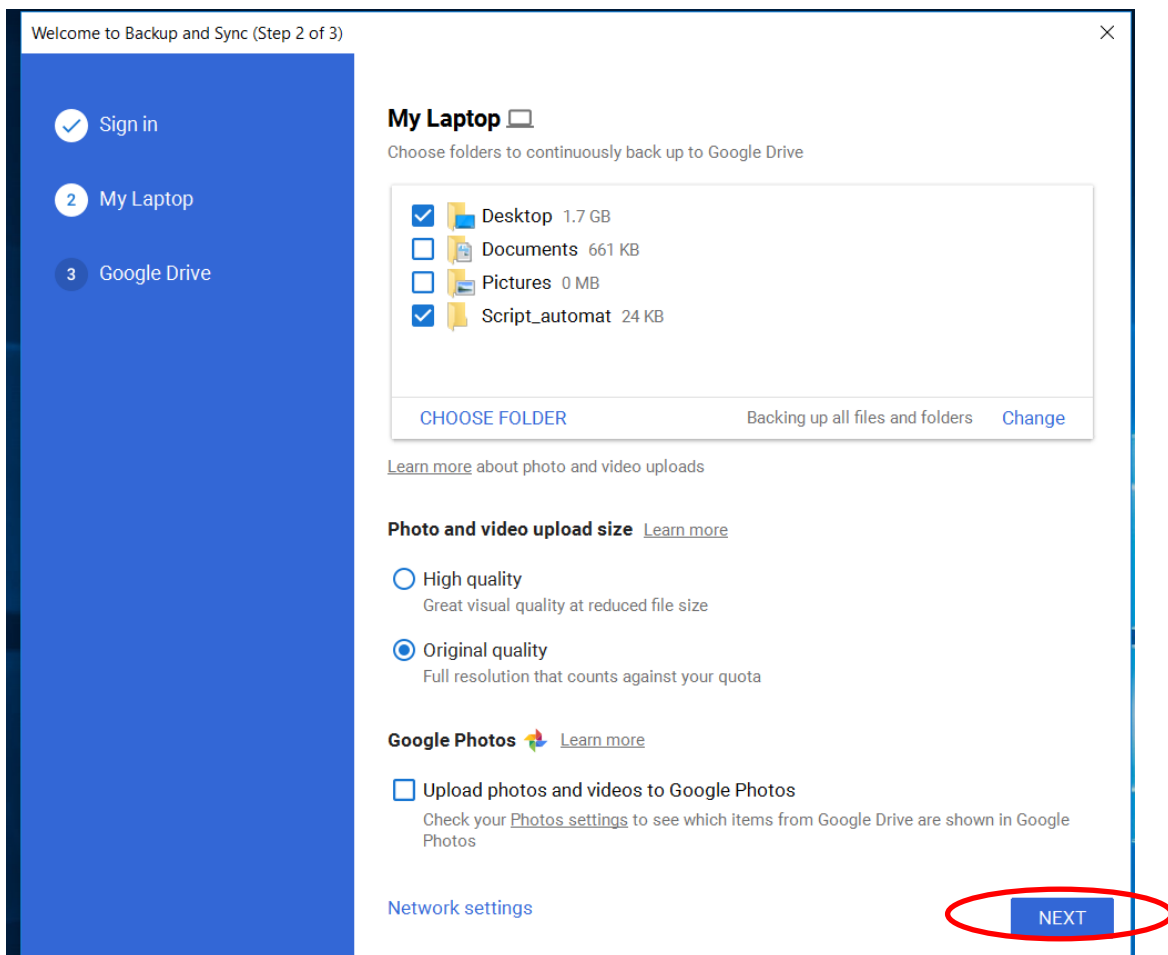 Welcome to Backup and Sync (Step 2 of 3)
Sign in
2 My Laptop
3 Google Drive
My Laptop
Choose folders to continuously back up to Google Drive
Desktop 1.7 GB
Documents 661 KB
Pictures 0 MB
Script_automat 24 KB
CHOOSE FOLDER Backing up all files and folders Change
Learn more about photo and video uploads
Photo and video upload size Learn more
High quality
Great visual quality at reduced file size
Original quality
Full resolution that counts against your quota
Google Photos Learn more
Upload photos and videos to Google Photos
Check your Photos settings to see which items from Google Drive are shown in Google
Photos
Network settings
NEXT